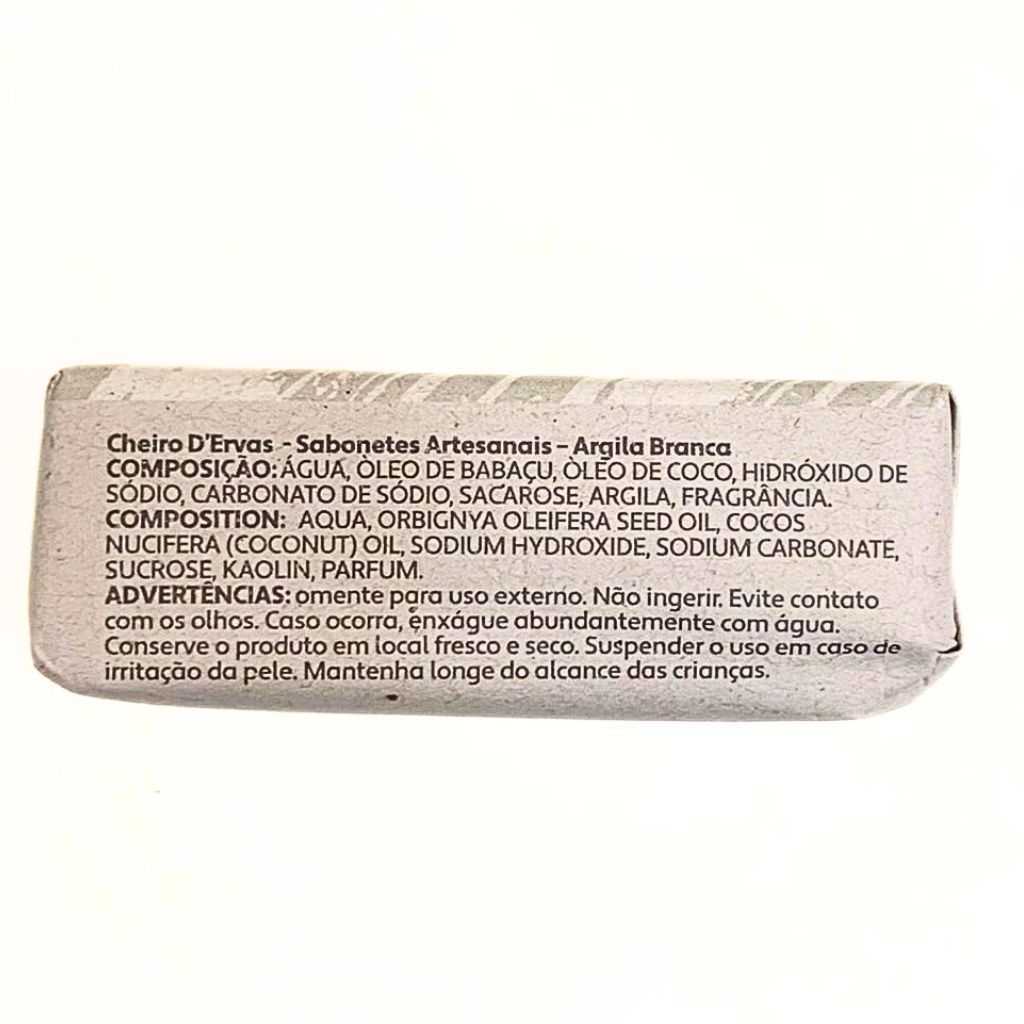 Cheiro D'Ervas - Sabonetes Artesanais – Argila Branca
COMPOSIÇÃO: ÁGUA, ÒLEO DE BABAÇU, ÒLEO DE COCO, HiDRÓXIDO DE
SÓDIO, CARBONATO DE SÓDIO, SACAROSE, ARGILA, FRAGRÂNCIA.
COMPOSITION: AQUA, ORBIGNYA OLEIFERA SEED OIL, COCOS
NUCIFERA (COCONUT) OIL, SODIUM HYDROXIDE, SODIUM CARBONATE,
SUCROSE, KAOLIN, PARFUM.
ADVERTÊNCIAS: omente para uso externo. Não ingerir. Evite contato
com os olhos. Caso ocorra, enxágue abundantemente com água.
Conserve o produto em local fresco e seco. Suspender o uso em caso de
irritação da pele. Mantenha longe do alcance das crianças.